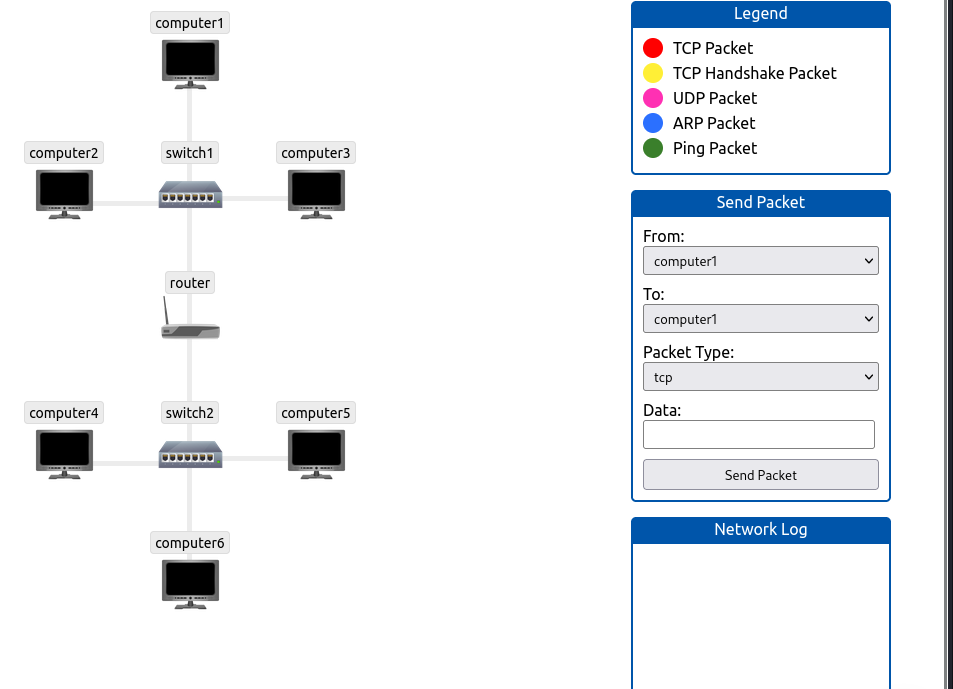 computer1
computer2
switch1
computer3
router
computer4
switch2
computer5
computer6
Legend
TCP Packet
TCP Handshake Packet
UDP Packet
ARP Packet
Ping Packet
Send Packet
From:
computer1
To:
computer1
Packet Type:
tcp
Data:
Send Packet
Network Log